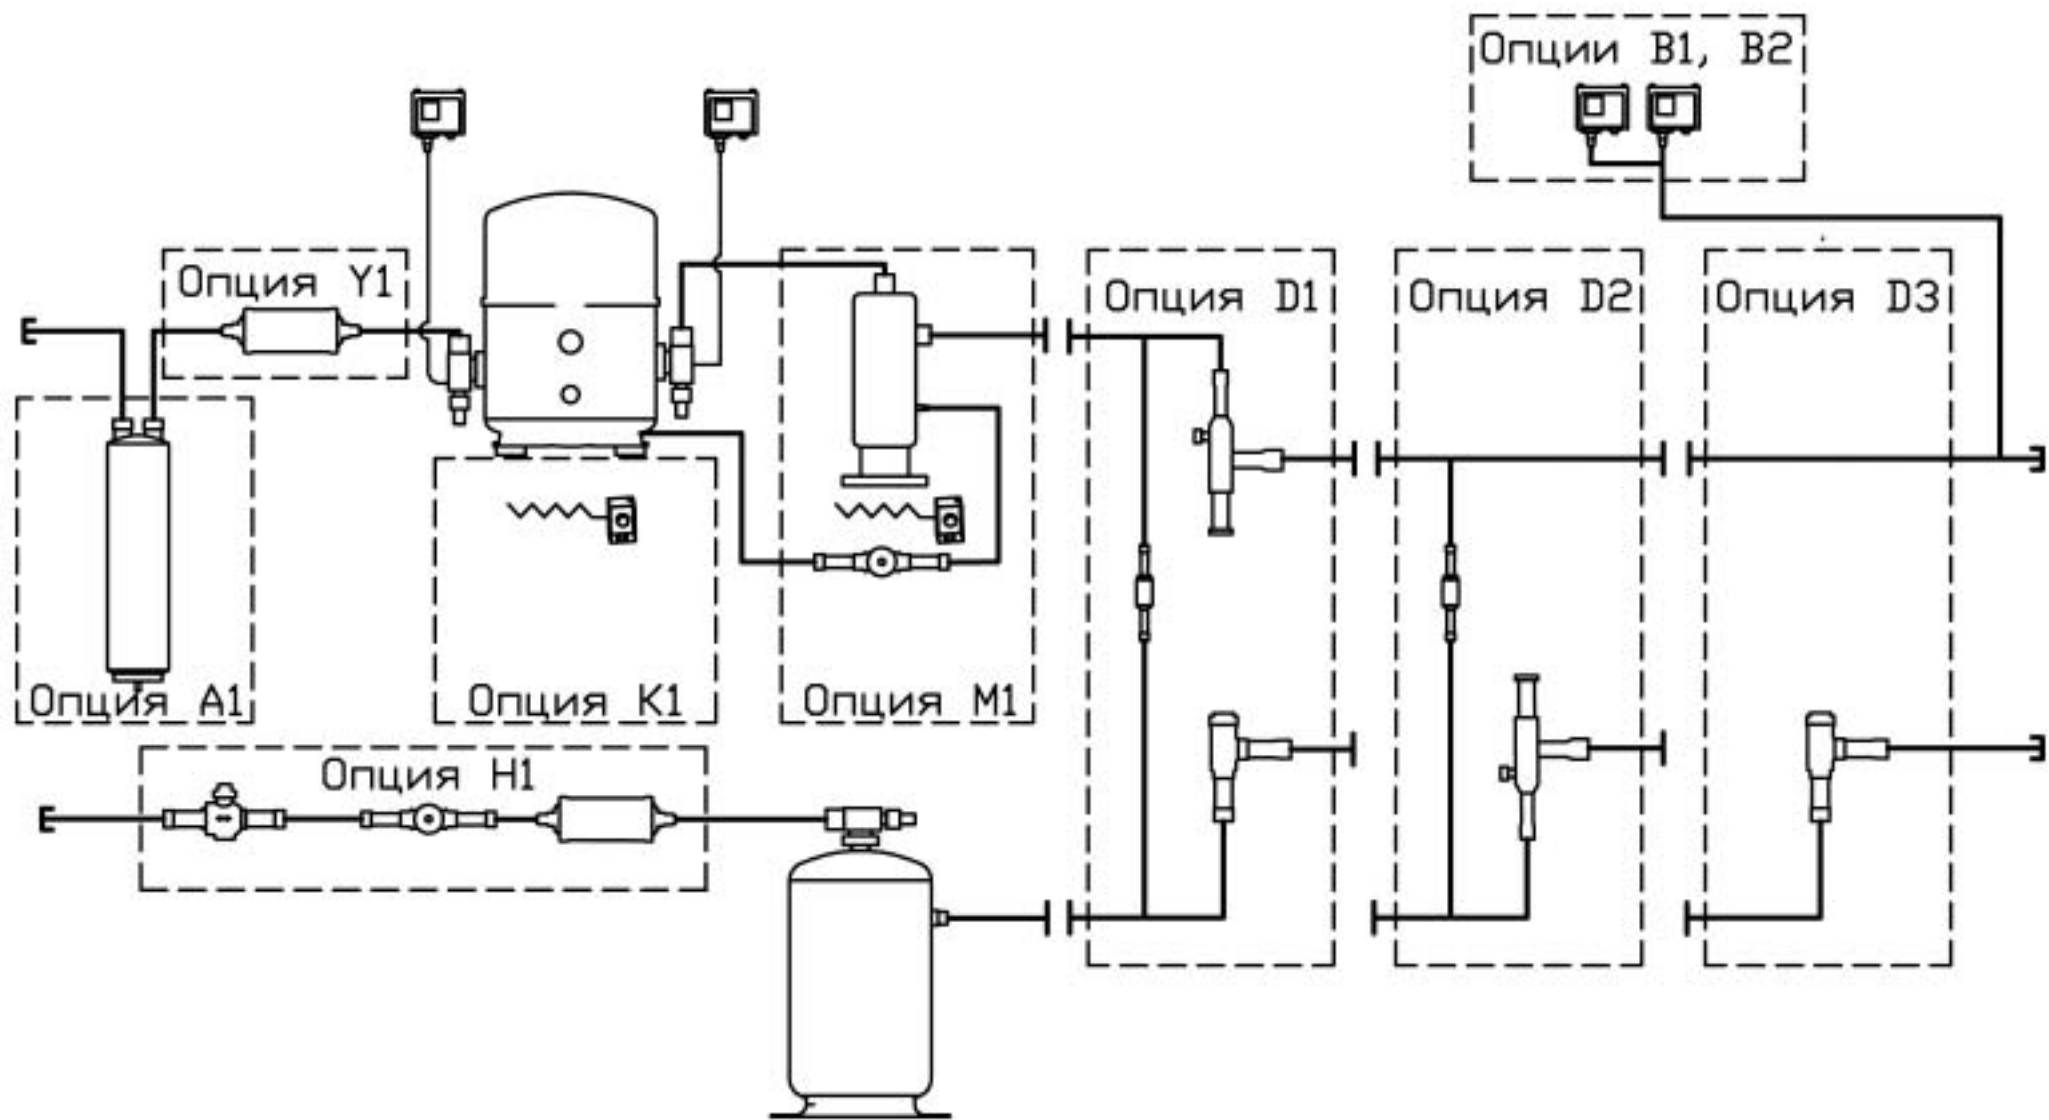 Опции B1, B2
Опция Y1
Опция D1
Опция D2
Опция D3
Опция A1
Опция K1
Опция M1
Опция H1